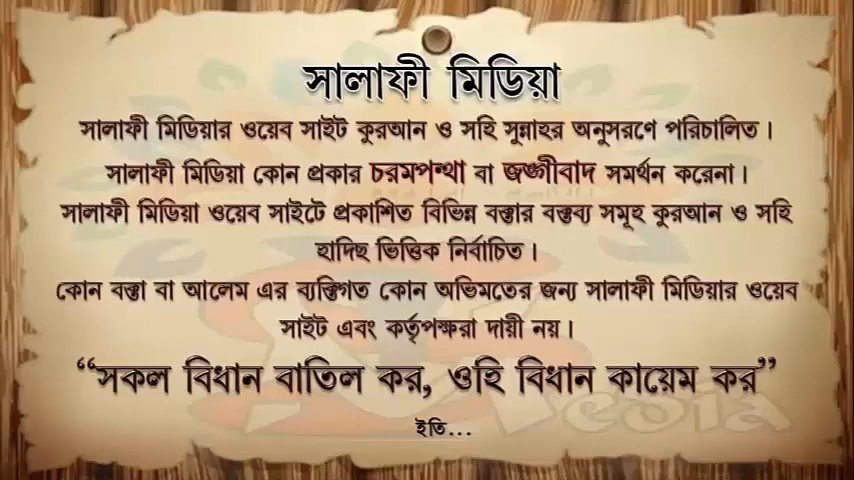 সালাফী মিডিয়া
সালাফী মিডিয়ার ওয়েব সাইট কুরআন ও সহি সুন্নাহর অনুসরণে পরিচালিত।
সালাফী মিডিয়া কোন প্রকার চরমপন্থা বা জঙ্গীবাদ সমর্থন করেনা।
সালাফী মিডিয়া ওয়েব সাইটে প্রকাশিত বিভিন্ন বক্তার বক্তব্য সমূহ কুরআন ও সহি
হাদিছ ভিত্তিক নির্বাচিত।
কোন বক্তা বা আলেম এর ব্যক্তিগত কোন অভিমতের জন্য সালাফী মিডিয়ার ওয়েব
সাইট এবং কর্তৃপক্ষরা দায়ী নয়।
“সকল বিধান বাতিল কর, ওহি বিধান কায়েম কর”
ইতি...